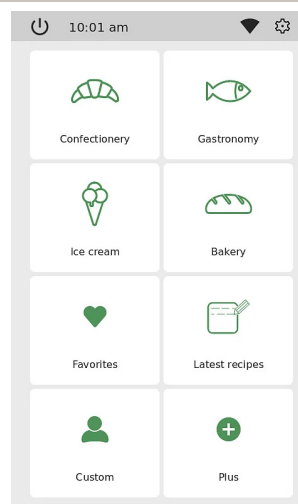 10:01 am
Confectionery
Gastronomy
Ice cream
Bakery
Favorites
Latest recipes
Custom
Plus